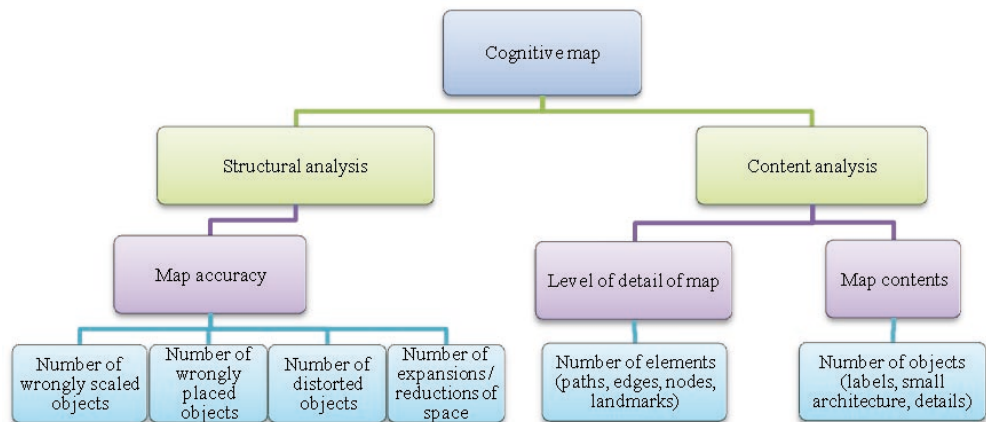 Cognitive map
Structural analysis
Content analysis
Map accuracy
Level of detail of map
Map contents
Number of
wrongly scaled
objects
Number of
wrongly
placed objects
Number of
distorted
objects
Number of
expansions/
reductions of
space
Number of elements
(paths, edges, nodes,
landmarks)
Number of objects
(labels, small
architecture, details)